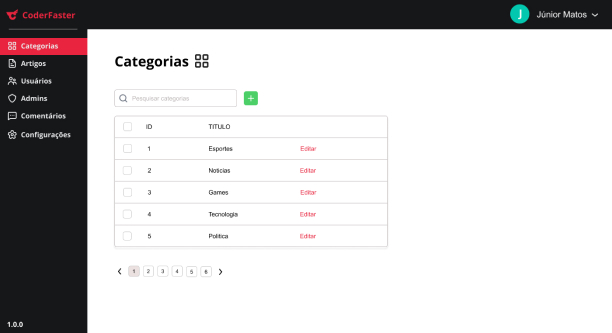 CoderFaster
J
Júnior Matos
Categorias
Artigos
Usuários
Admins
Comentários
Configurações
1.0.0
Categorias
Pesquisar categorias
+
ID TITULO
1 Esportes Editar
2 Noticias Editar
3 Games Editar
4 Tecnologia Editar
5 Politica Editar
1 2 3 4 5 6